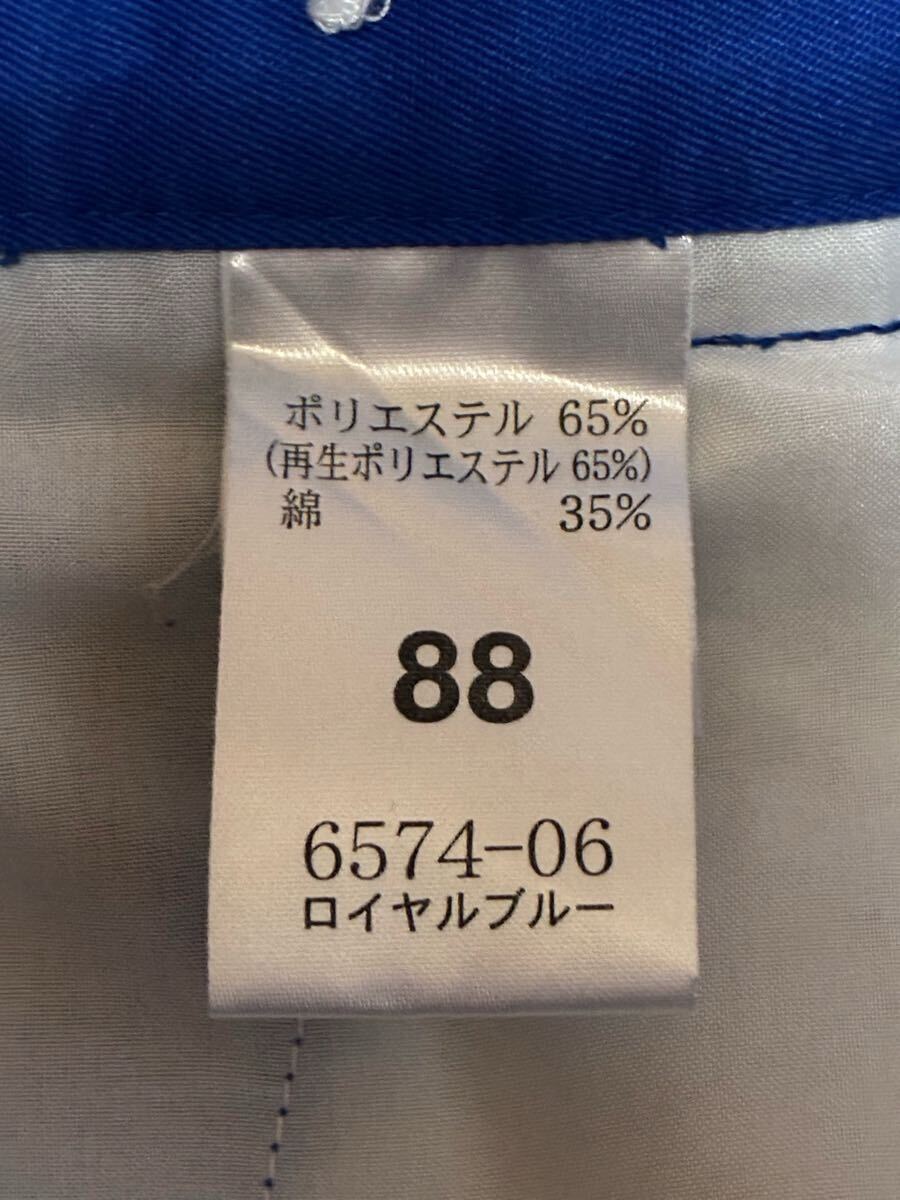 ポリエステル 65%
(再生ポリエステル 65%)
綿 35%
88
6574-06
ロイヤルブルー